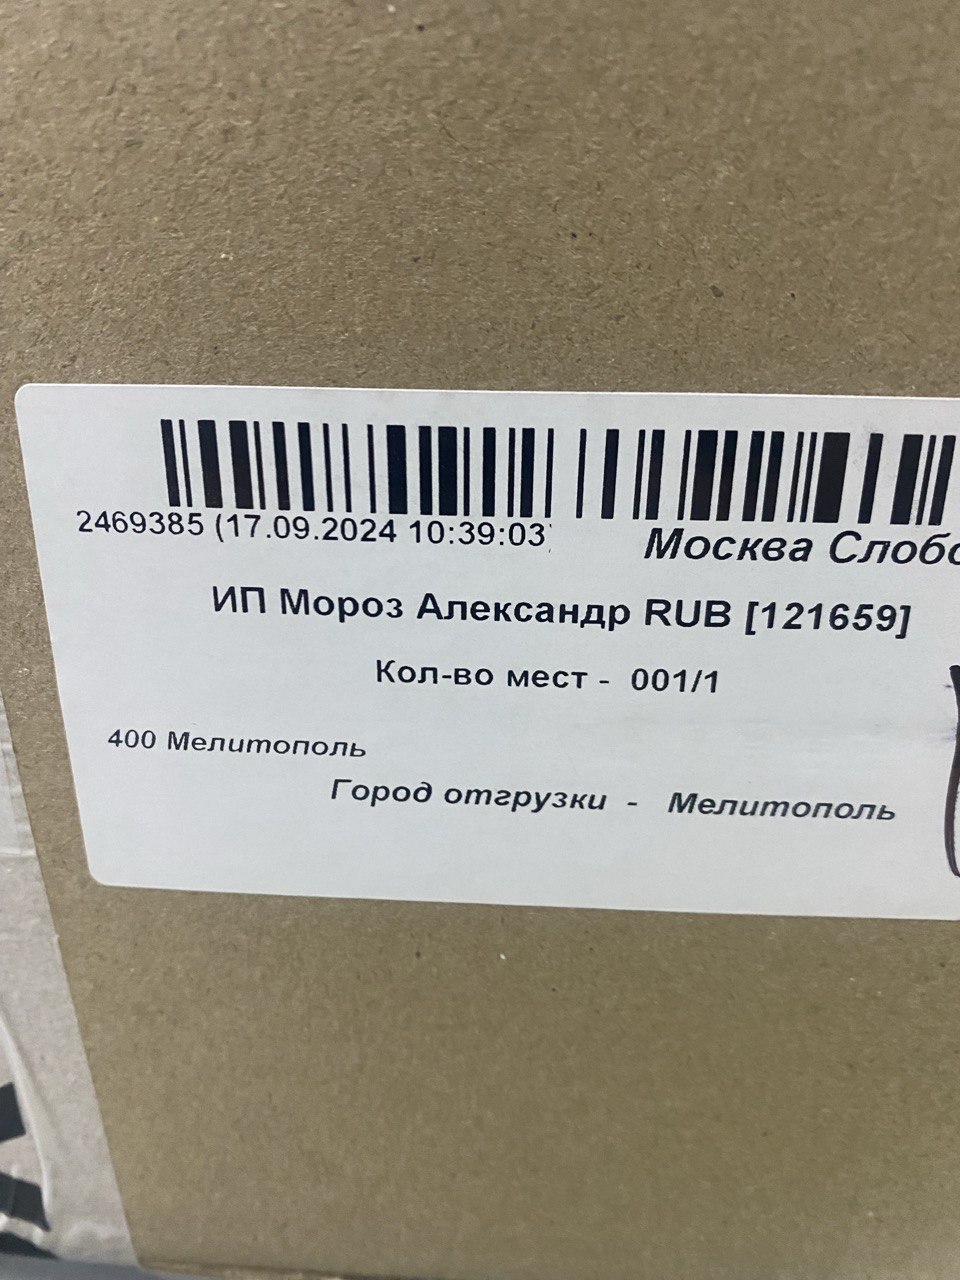 2469385 (17.09.2024 10:39:03
Москва
ИП Мороз Александр RUB [121659]
Кол-во мест - 001/1
400 Мелитополь
Город отгрузки - Мелитополь